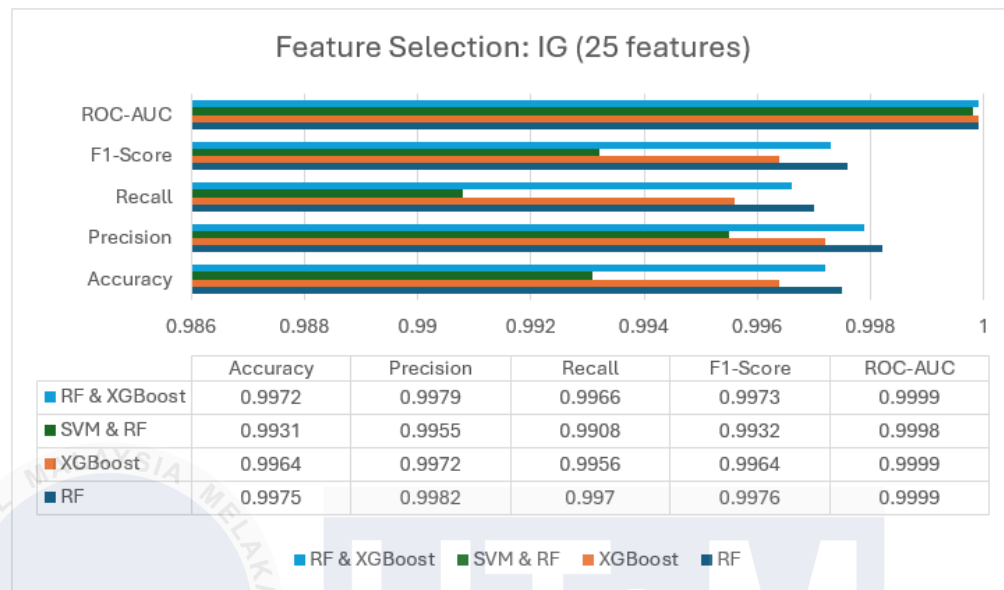 Feature Selection: IG (25 features)
ROC-AUC
F1-Score
Recall
Precision
Accuracy
0.986 0.988 0.99 0.992 0.994 0.996 0.998 1
Accuracy Precision Recall F1-Score ROC-AUC
RF & XGBoost 0.9972 0.9979 0.9966 0.9973 0.9999
SVM & RF 0.9931 0.9955 0.9908 0.9932 0.9998
XGBoost 0.9964 0.9972 0.9956 0.9964 0.9999
RF 0.9975 0.9982 0.997 0.9976 0.9999
RF & XGBoost SVM & RF XGBoost RF
MALAYSIA MELAKA